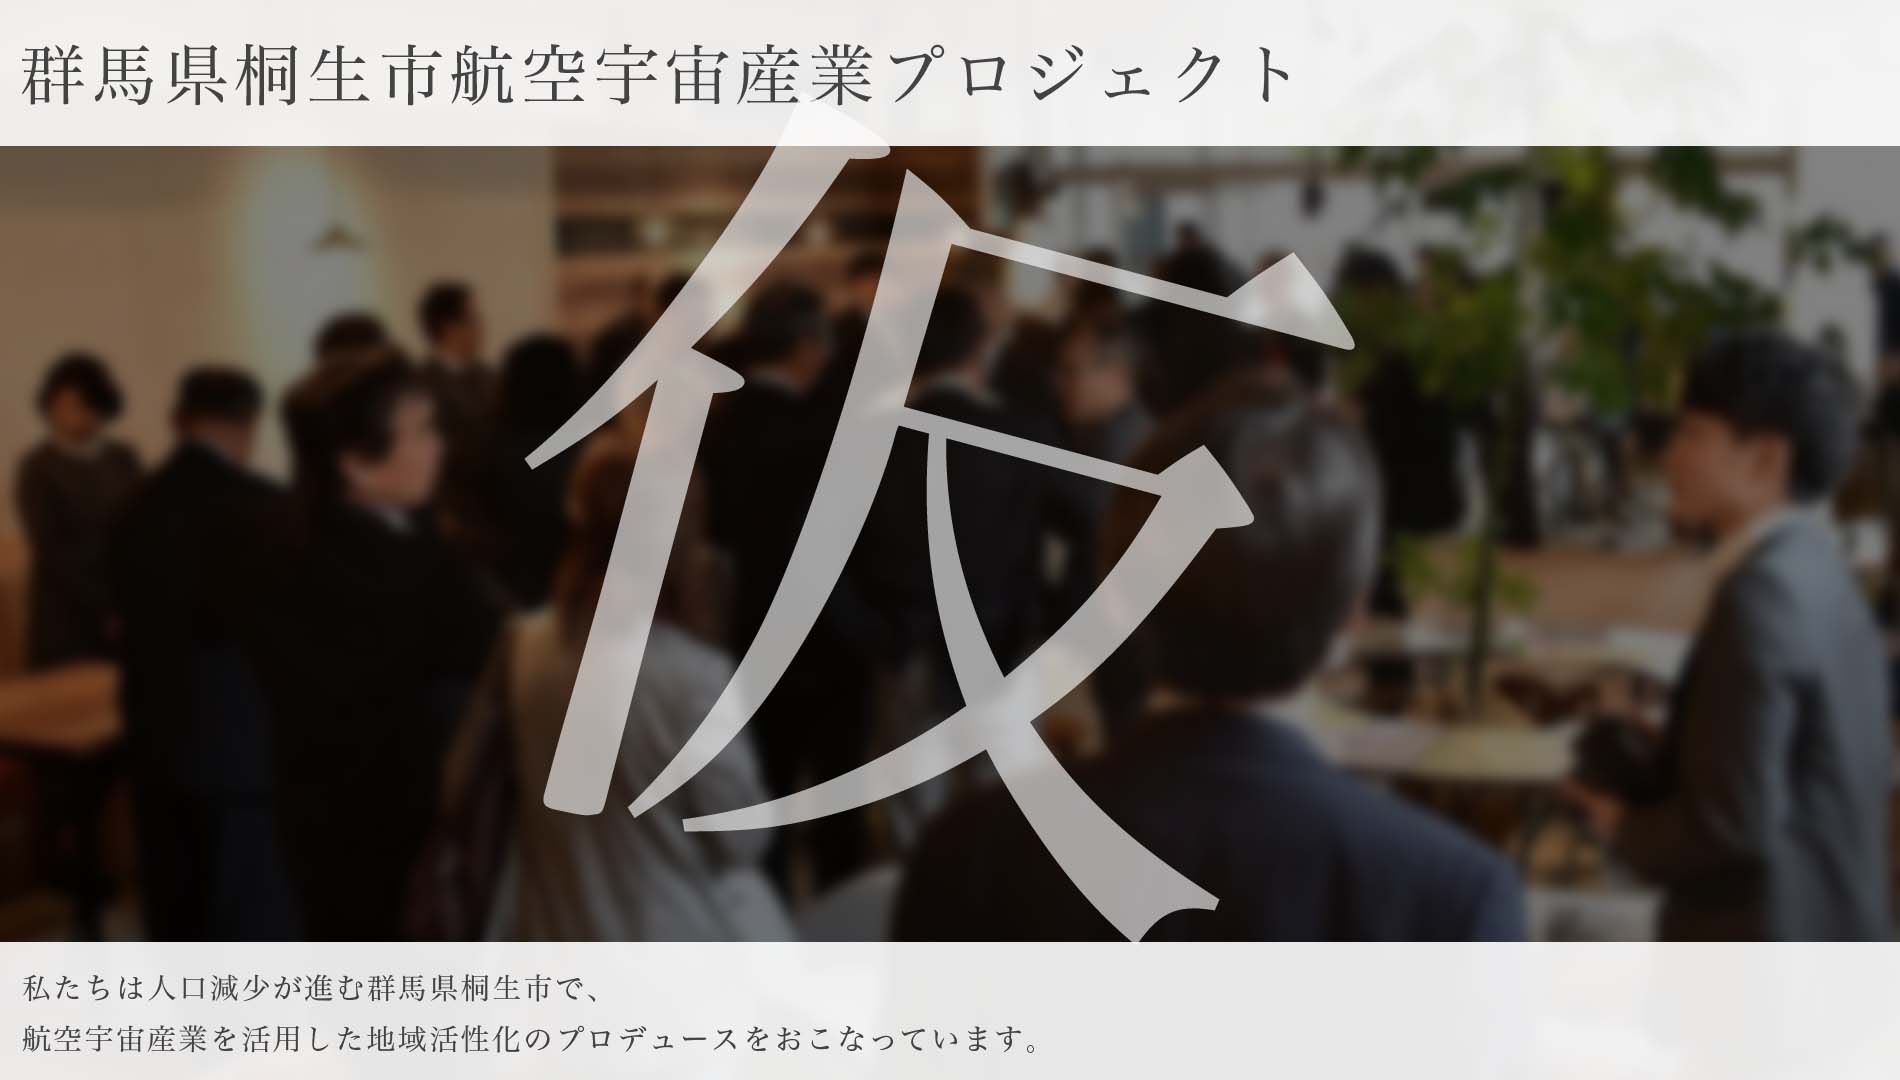 群馬県桐生市航空宇宙産業プロジェクト
仮
私たちは人口減少が進む群馬県桐生市で、
航空宇宙産業を活用した地域活性化のプロデュースをおこなっています。